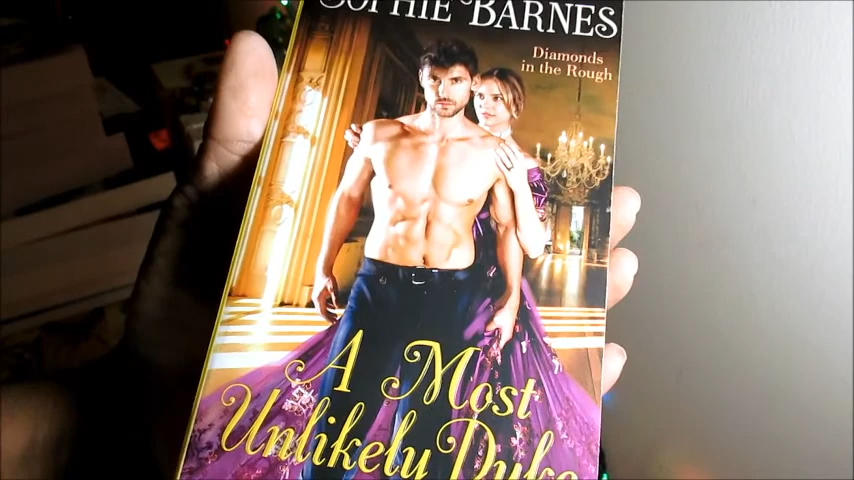 SOPHIE BARNES
Diamonds
in the Rough
A Most
Unlikely Duke